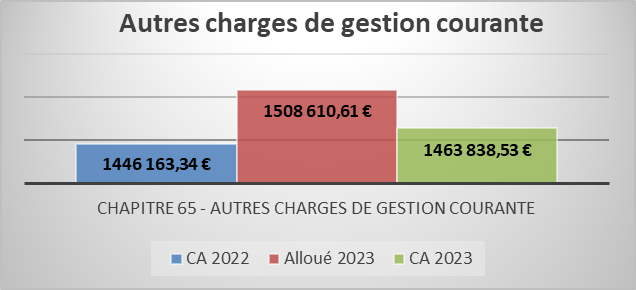 Autres charges de gestion courante
1508 610,61 €
1463 838,53 €
1446 163,34 €
CHAPITRE 65 - AUTRES CHARGES DE GESTION COURANTE
CA 2022 Alloué 2023 CA 2023